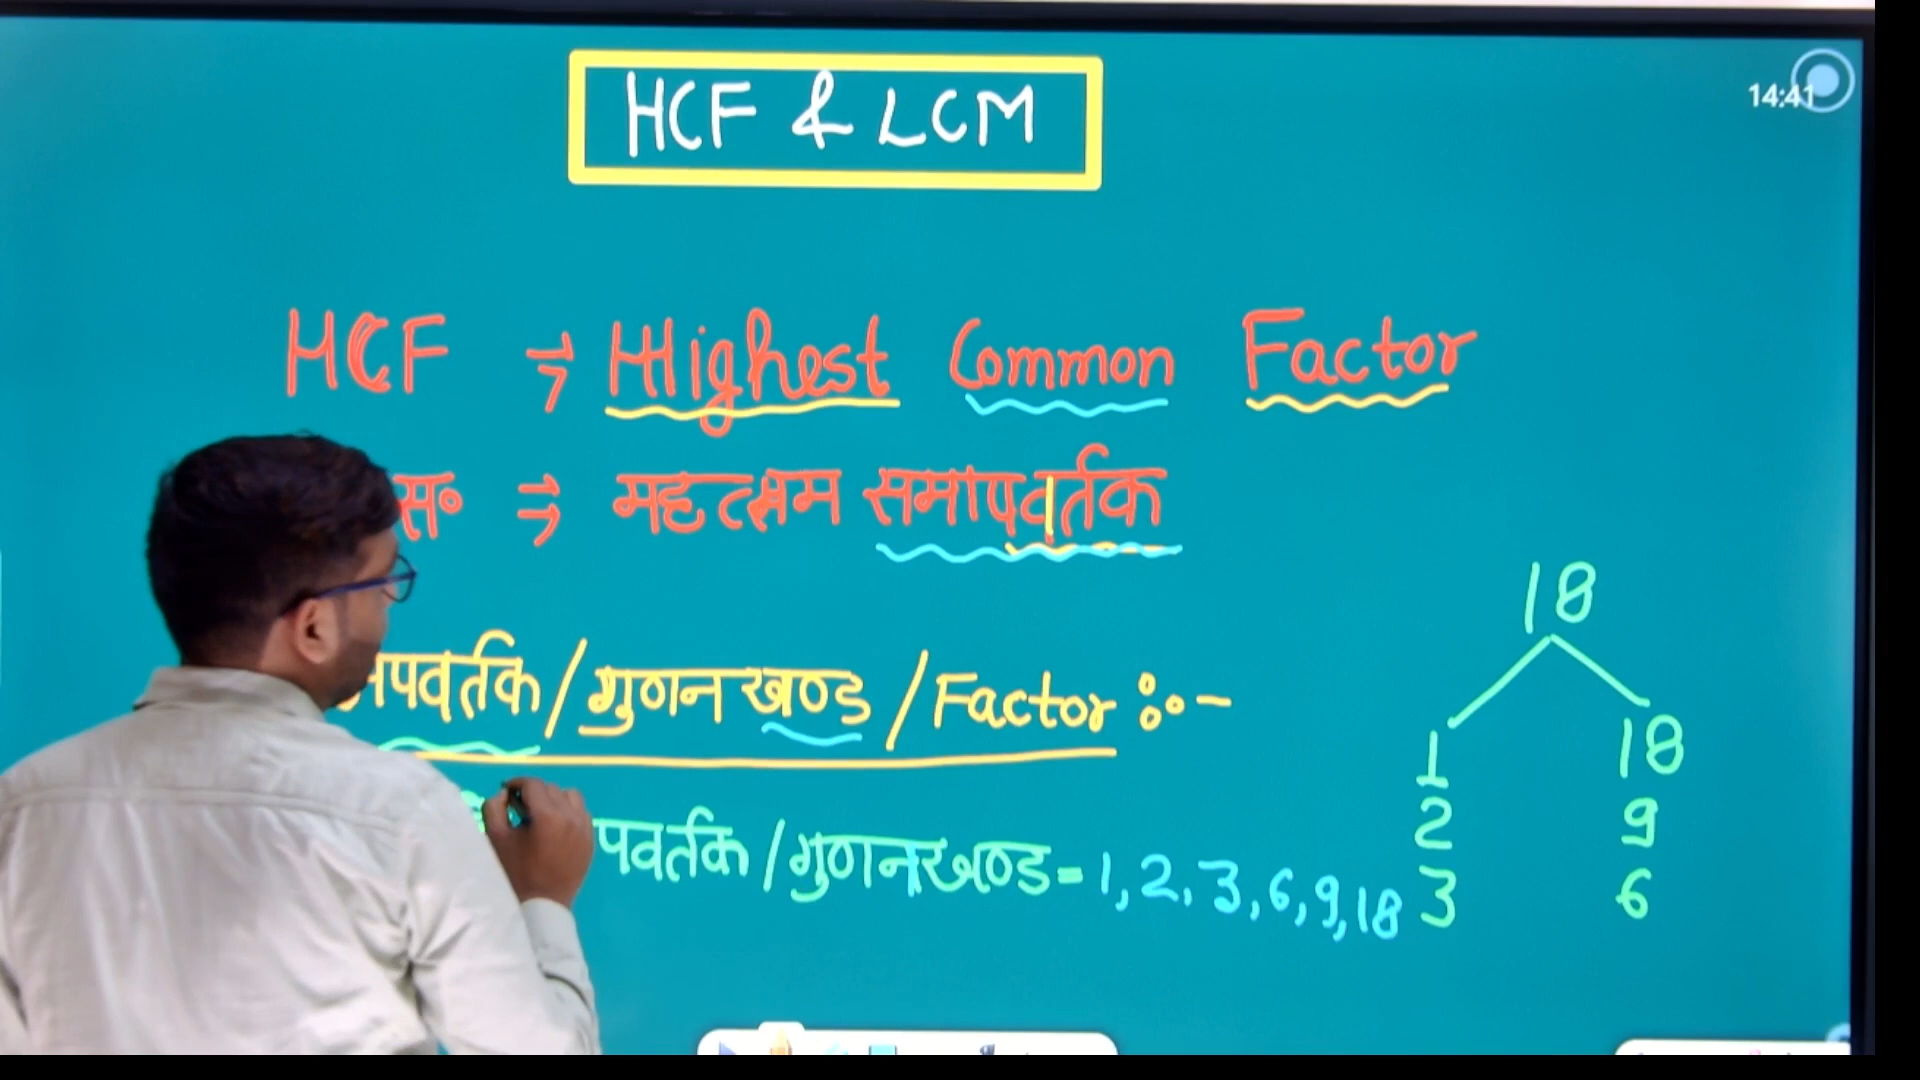 HCF & LCM
14:41
HCF → Highest Common Factor
स० ⇒ महत्तम समापवर्तक
पवर्तक / गुणनखण्ड / Factor :-
पवर्तक / गुणनखण्ड = 1, 2, 3, 6, 9, 18
18
1 18
2 9
3 6